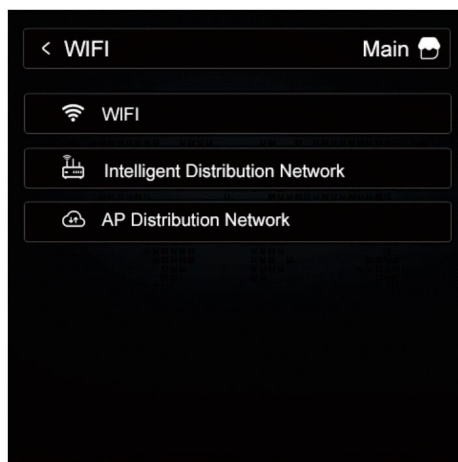 < WIFI Main
WIFI
Intelligent Distribution Network
AP Distribution Network